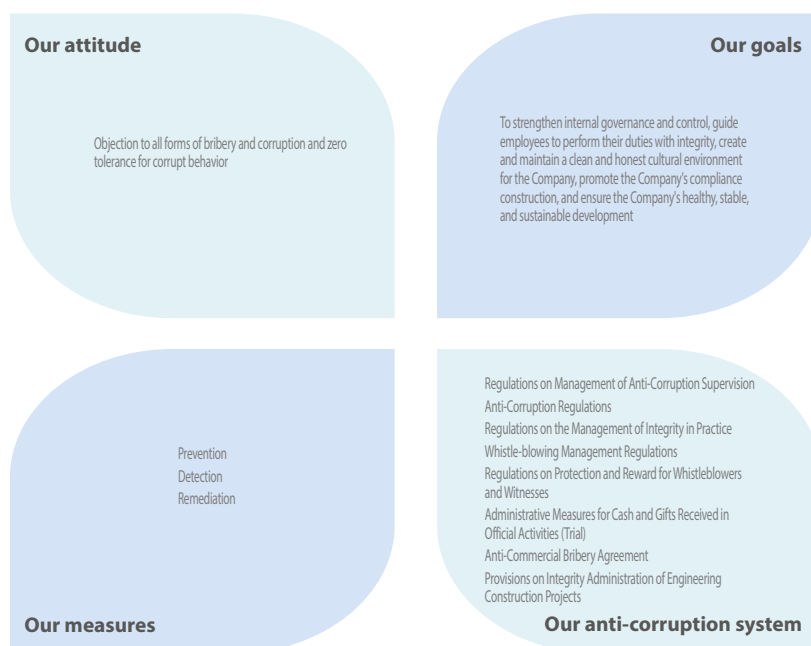 Our attitude
Objection to all forms of bribery and corruption and zero
tolerance for corrupt behavior
Our goals
To strengthen internal governance and control, guide
employees to perform their duties with integrity, create
and maintain a clean and honest cultural environment
for the Company, promote the Company's compliance
construction, and ensure the Company's healthy, stable,
and sustainable development
Prevention
Detection
Remediation
Our measures
Regulations on Management of Anti-Corruption Supervision
Anti-Corruption Regulations
Regulations on the Management of Integrity in Practice
Whistle-blowing Management Regulations
Regulations on Protection and Reward for Whistleblowers
and Witnesses
Administrative Measures for Cash and Gifts Received in
Official Activities (Trial)
Anti-Commercial Bribery Agreement
Provisions on Integrity Administration of Engineering
Construction Projects
Our anti-corruption system